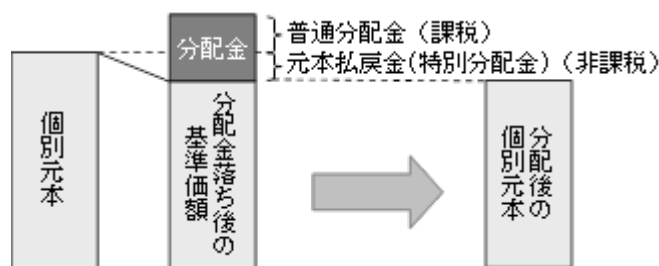 分配金
普通分配金（課税）
元本払戻金(特別分配金)（非課税）
個別元本
分配金落ち後の
基準価額
分配後の
個別元本